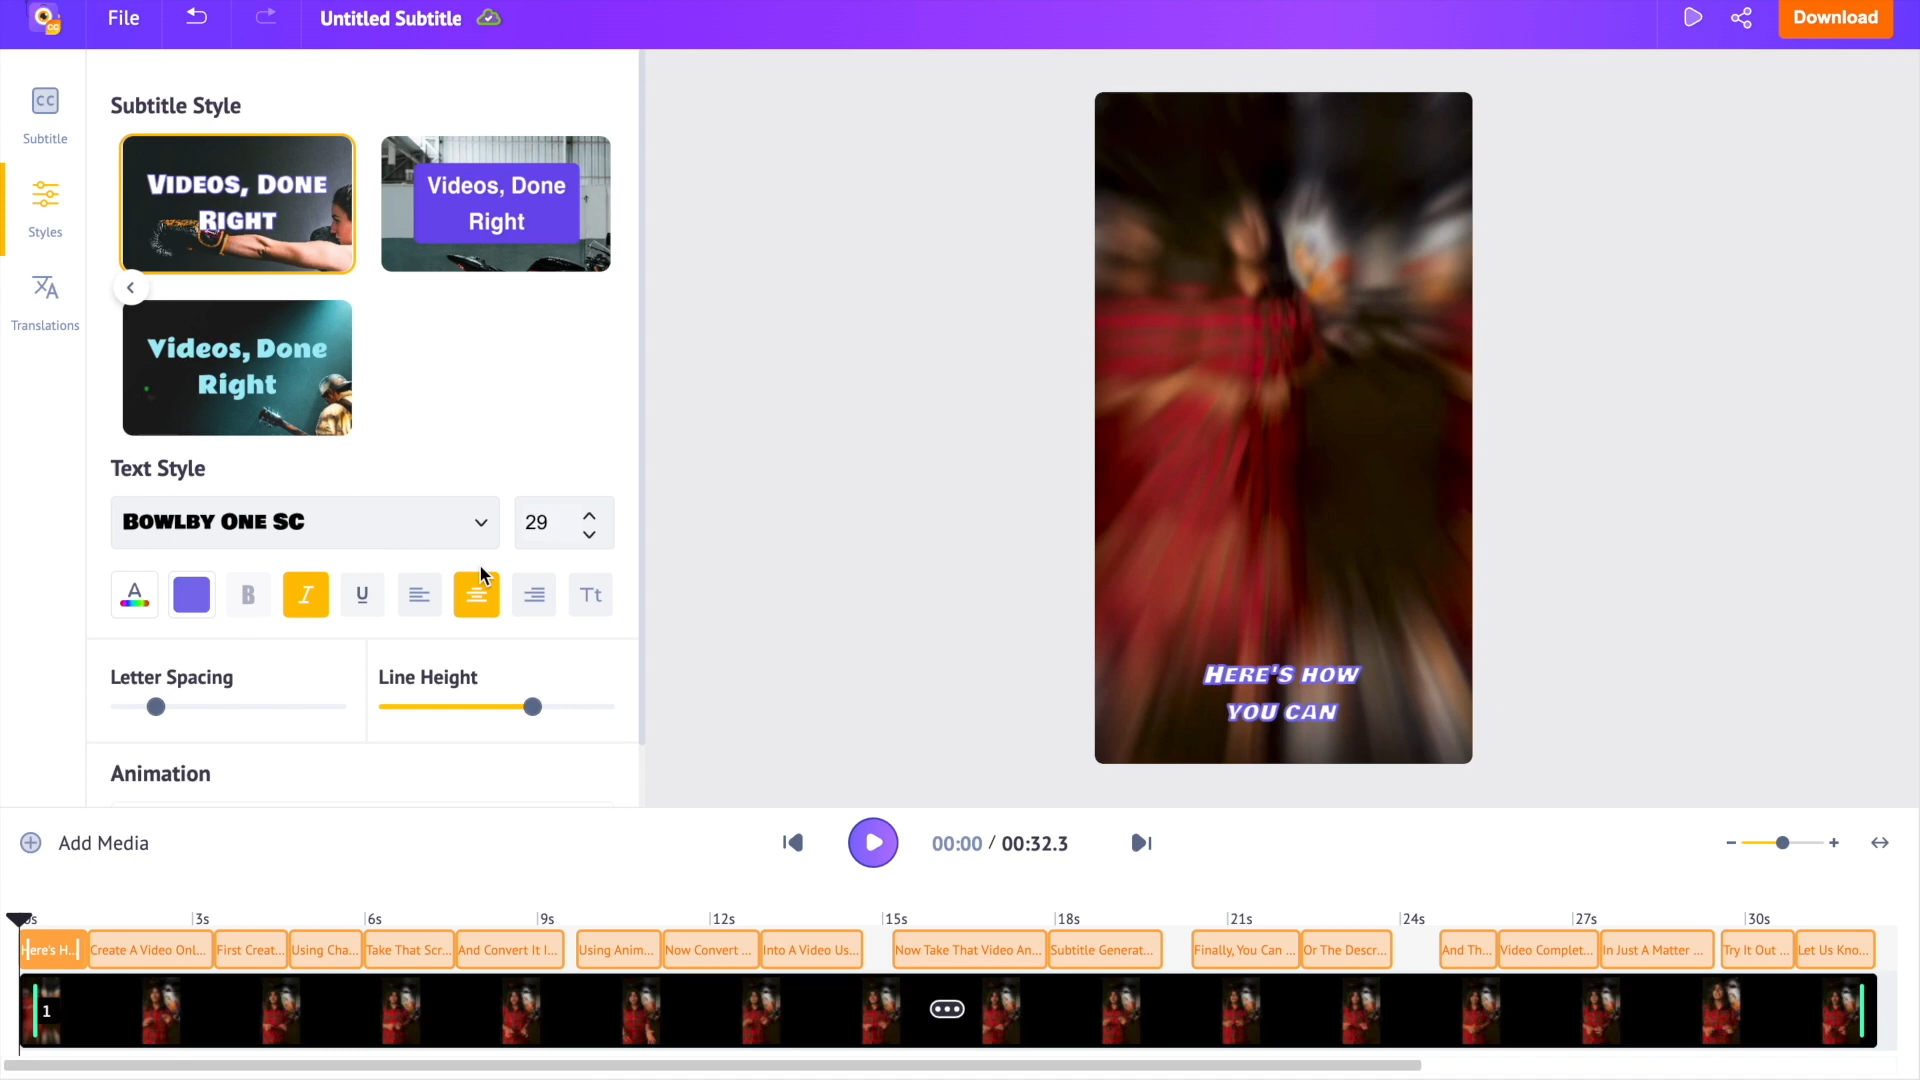 File
Untitled Subtitle
Download
CC
Subtitle
Styles
Translations
Subtitle Style
Videos, Done
Right
Videos, Done
Right
Videos, Done
Right
Text Style
Bowlby One SC
29
A
B
I
U
Tt
Letter Spacing
Line Height
Animation
Here's how
you can
Add Media
00:00 / 00:32.3
3s 6s 9s 12s 15s 18s 21s 24s 27s 30s
Here's H... Create A Video Onl... First Creat... Using Cha... Take That Scr... And Convert It I... Using Anim... Now Convert ... Into A Video Us... Now Take That Video An... Subtitle Generat... Finally, You Can ... Or The Descr... And Th... Video Complet... In Just A Matter ... Try It Out ... Let Us Kno...
1